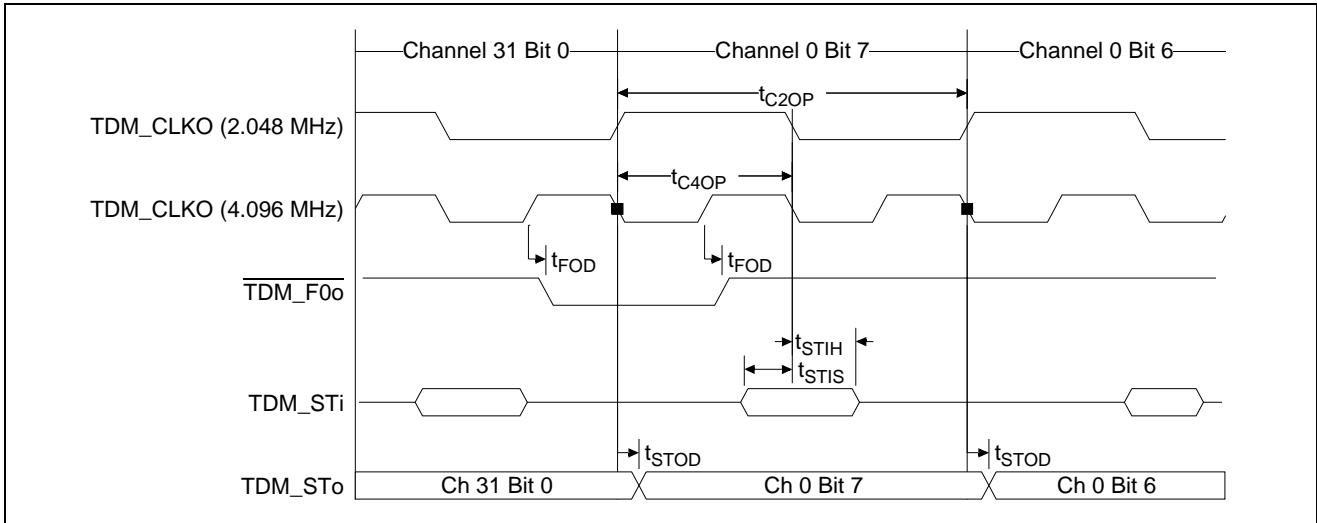 Channel 31 Bit 0 Channel 0 Bit 7 Channel 0 Bit 6
tC2OP
TDM_CLKO (2.048 MHz)
tC4OP
TDM_CLKO (4.096 MHz)
tFOD tFOD
TDM_F0o
tSTIH
tSTIS
TDM_STi
tSTOD tSTOD
TDM_STo Ch 31 Bit 0 Ch 0 Bit 7 Ch 0 Bit 6